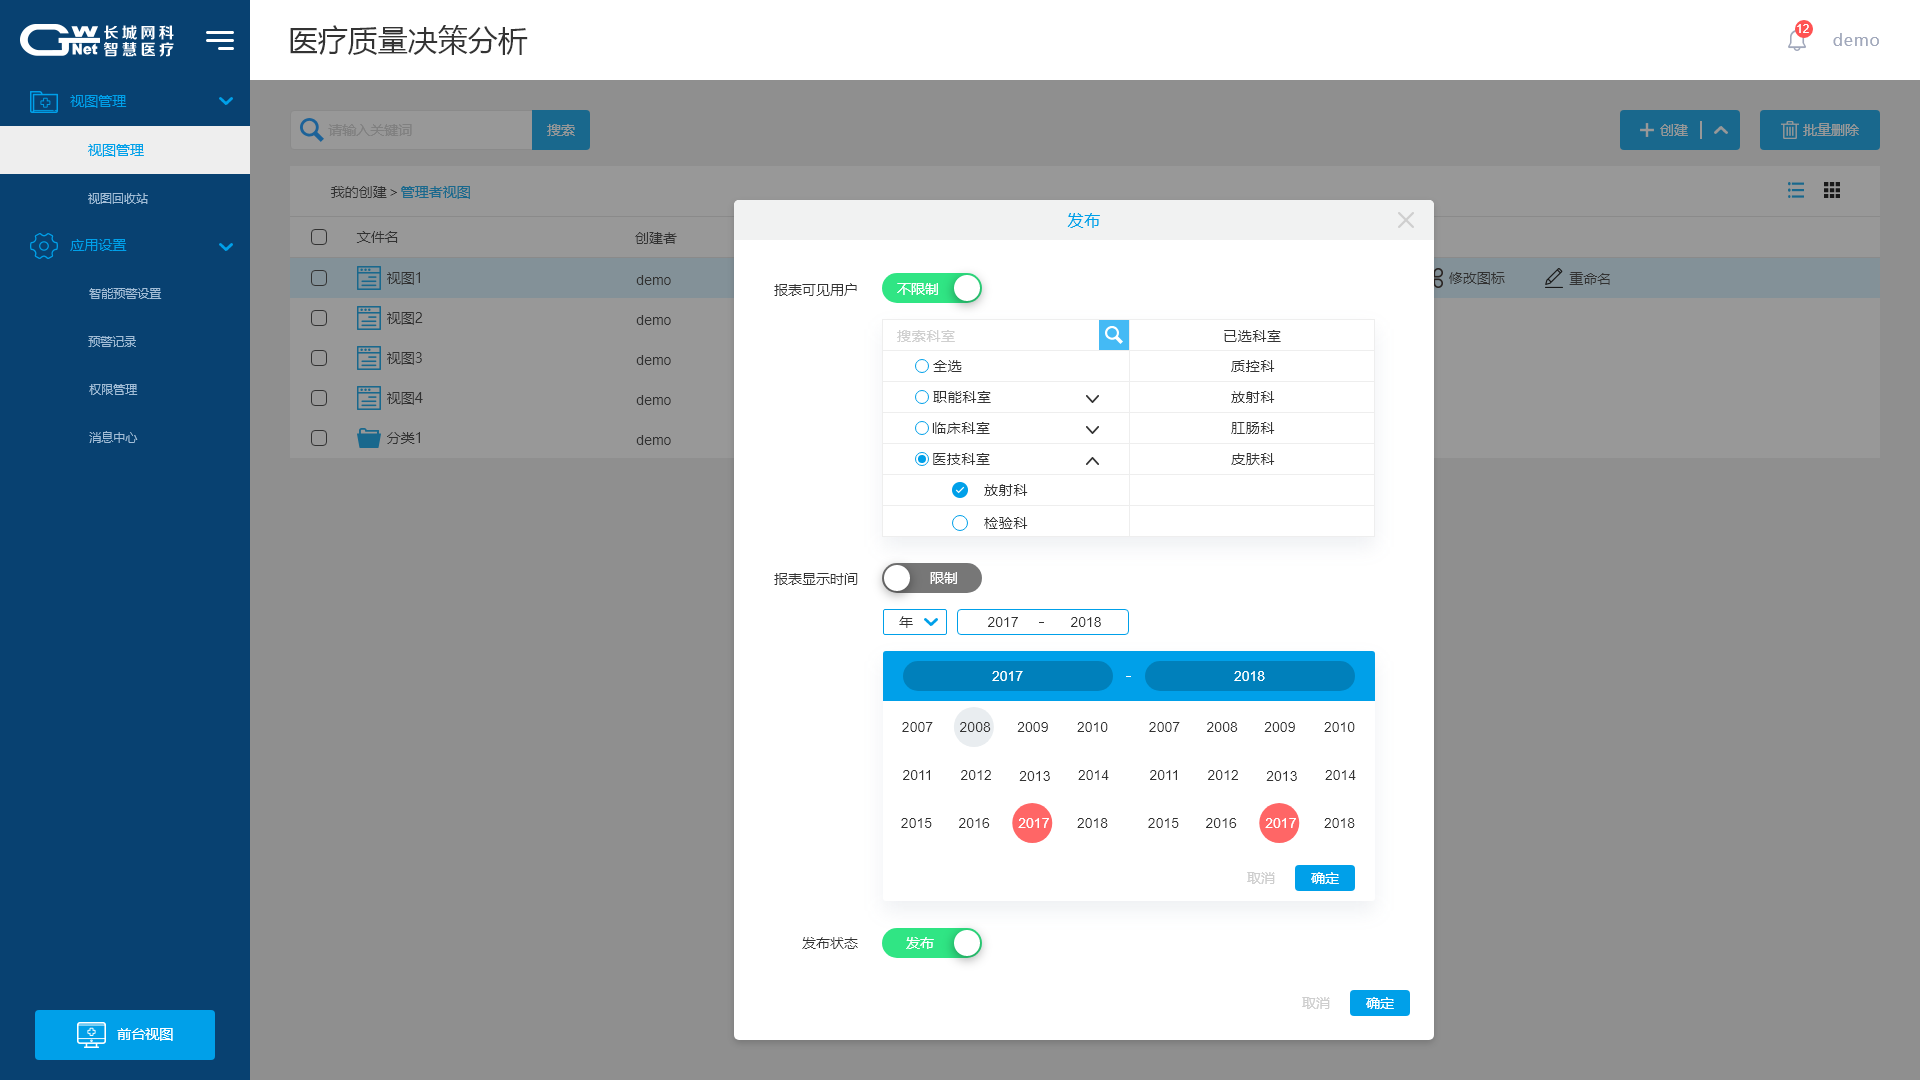 GW Net 长城网科 智慧医疗
医疗质量决策分析
12
demo
视图管理
视图管理
视图回收站
应用设置
智能预警设置
预警记录
权限管理
消息中心
前台视图
请输入关键词
搜索
创建
批量删除
我的创建 > 管理者视图
文件名
创建者
视图1
demo
修改图标
重命名
视图2
demo
视图3
demo
视图4
demo
分类1
demo
发布
报表可见用户
不限制
搜索科室
已选科室
全选
质控科
职能科室
放射科
临床科室
肛肠科
医技科室
皮肤科
放射科
检验科
报表显示时间
限制
年
2017 - 2018
2017 - 2018
2007 2008 2009 2010 2007 2008 2009 2010
2011 2012 2013 2014 2011 2012 2013 2014
2015 2016 2017 2018 2015 2016 2017 2018
取消
确定
发布状态
发布
取消
确定